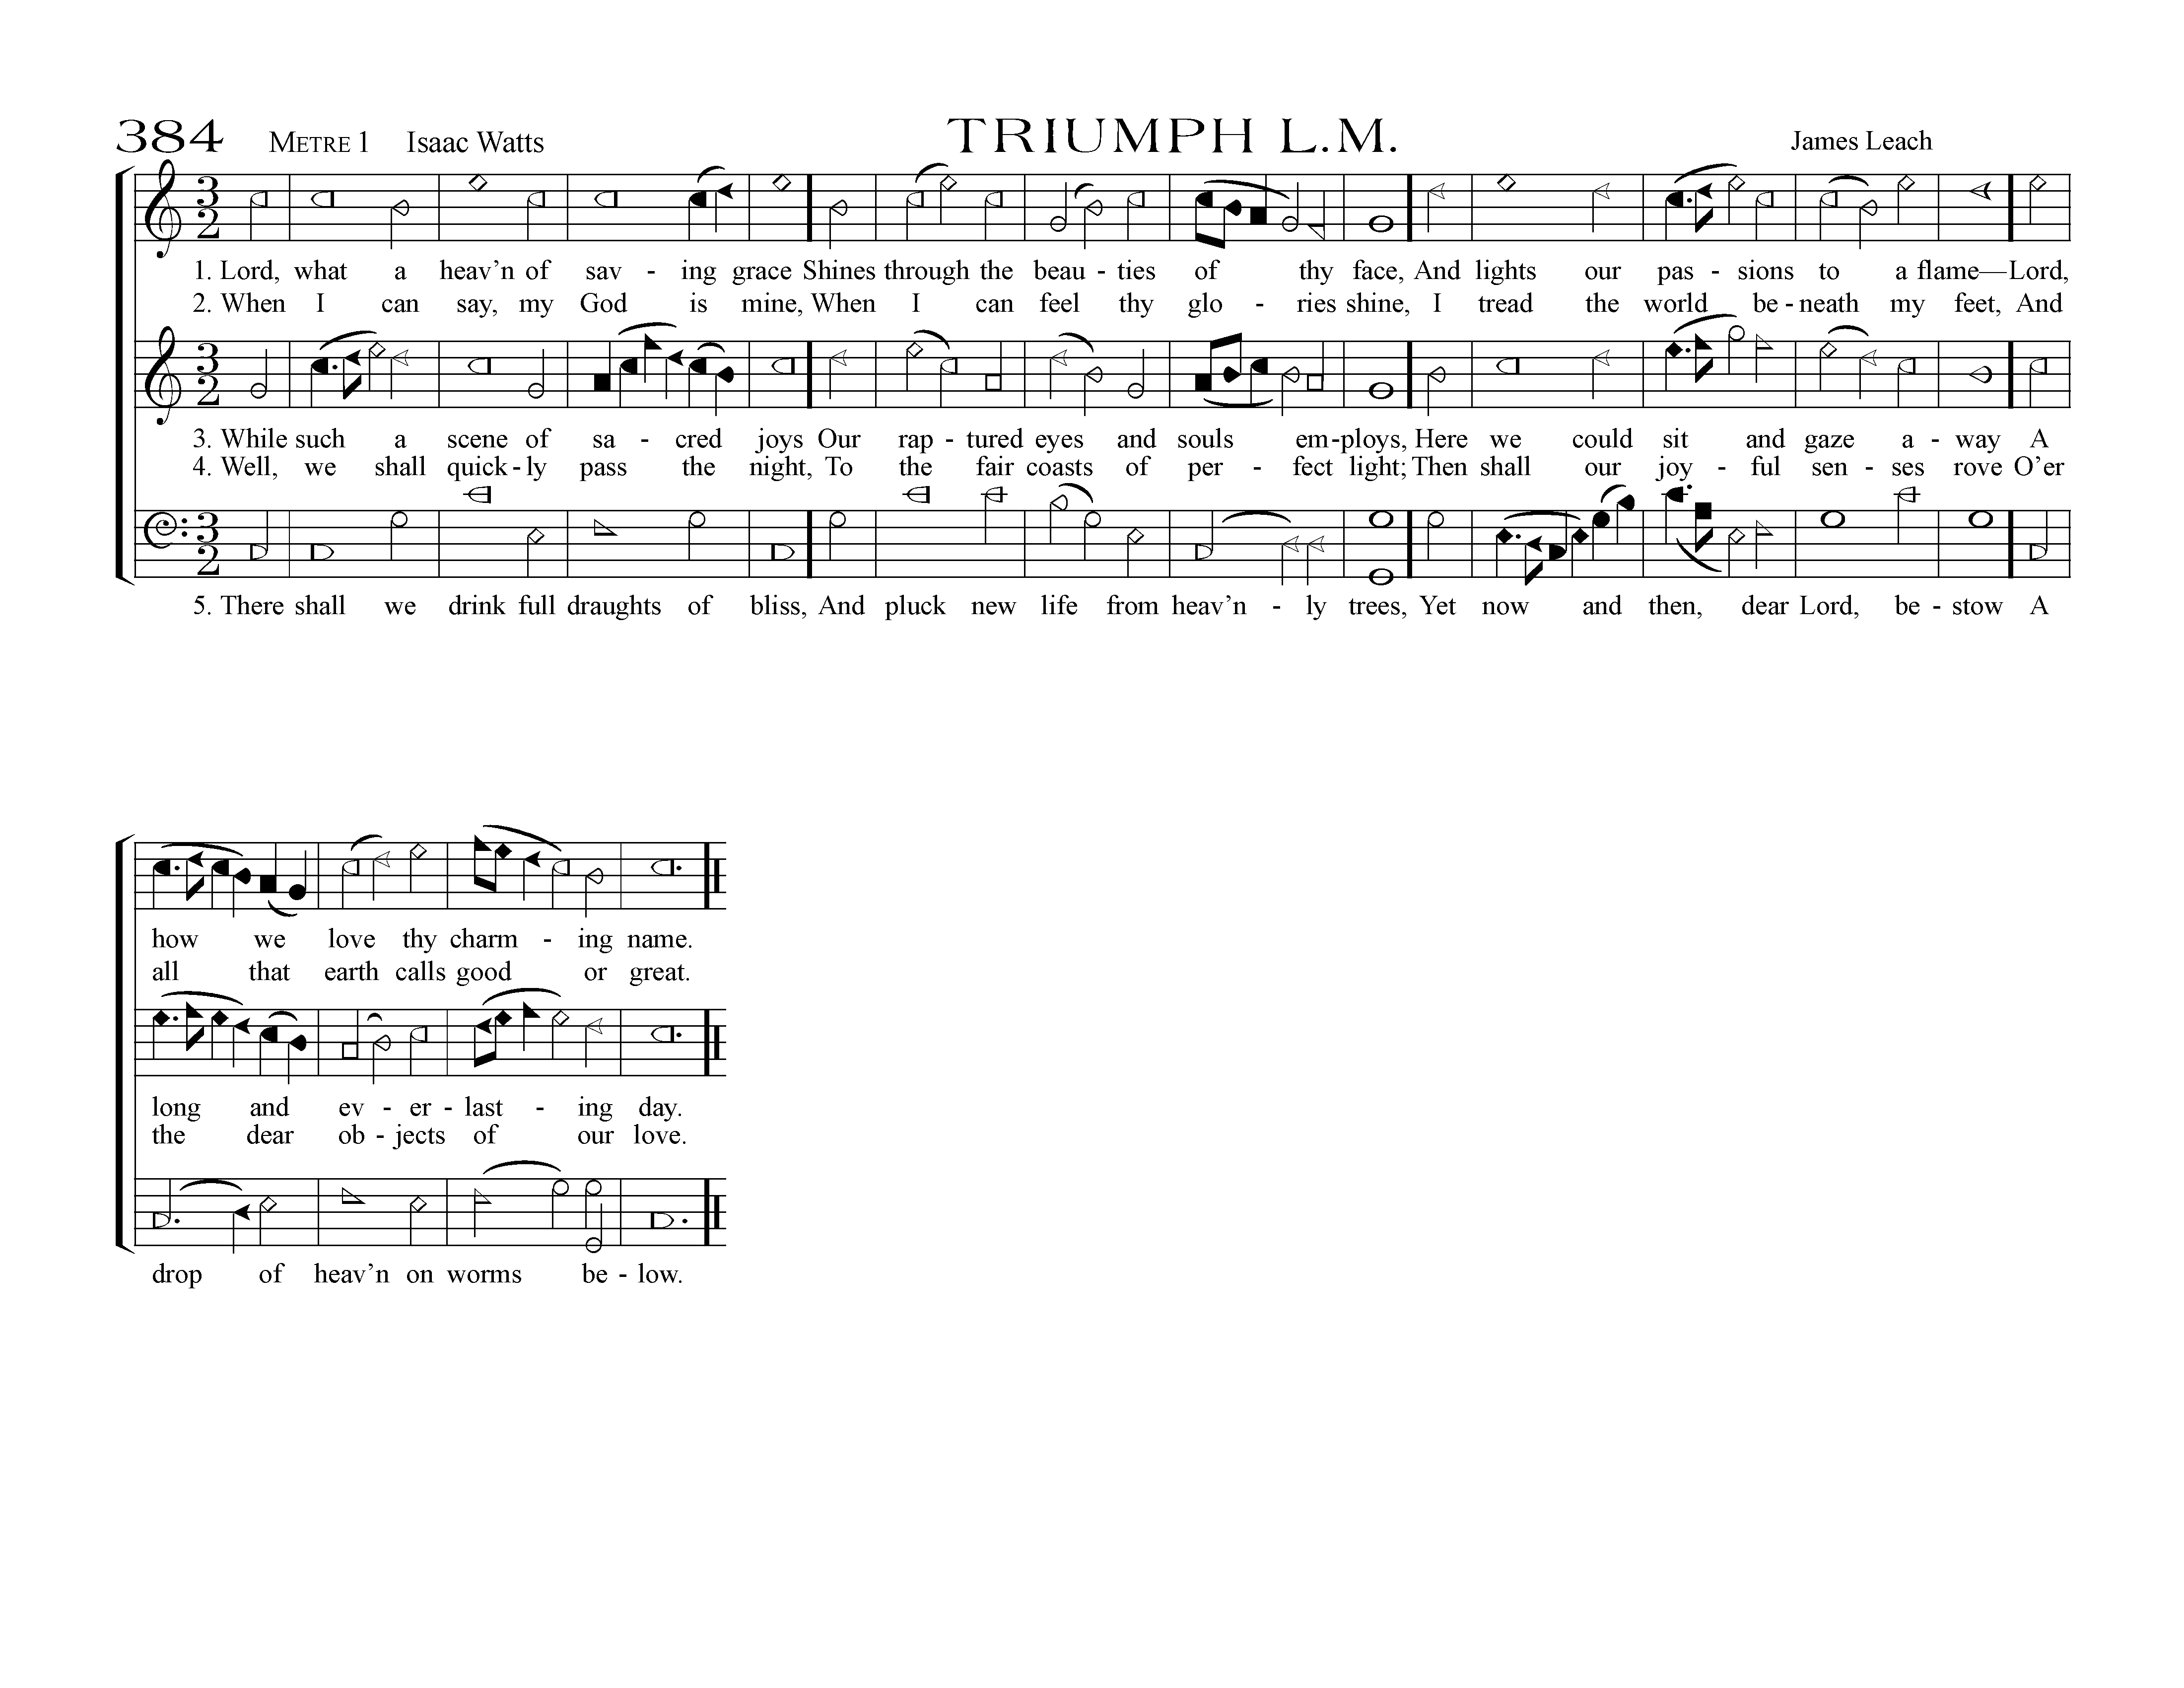 384 METRE 1 Isaac Watts TRIUMPH L.M. James Leach
3
2
1. Lord, what a heav’n of sav - ing grace Shines through the beau - ties of thy face, And lights our pas - sions to a flame—Lord,
2. When I can say, my God is mine, When I can feel thy glo - ries shine, I tread the world be - neath my feet, And
3
2
3. While such a scene of sa - cred joys Our rap - tured eyes and souls em - ploys, Here we could sit and gaze a - way A
4. Well, we shall quick - ly pass the night, To the fair coasts of per - fect light; Then shall our joy - ful sen - ses rove O’er
3
2
5. There shall we drink full draughts of bliss, And pluck new life from heav’n - ly trees, Yet now and then, dear Lord, be - stow A
how we love thy charm - ing name.
all that earth calls good or great.
long and ev - er - last - ing day.
the dear ob - jects of our love.
drop of heav’n on worms be - low.